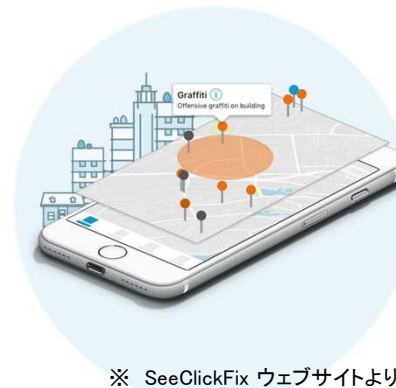 Graffiti ⓘ
Offensive graffiti on building
※ SeeClickFix ウェブサイトより